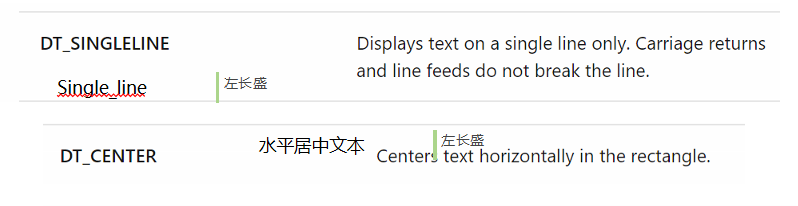 DT_SINGLELINE
Displays text on a single line only. Carriage returns
and line feeds do not break the line.
Single_line
左长盛
水平居中文本
左长盛
DT_CENTER
Centers text horizontally in the rectangle.